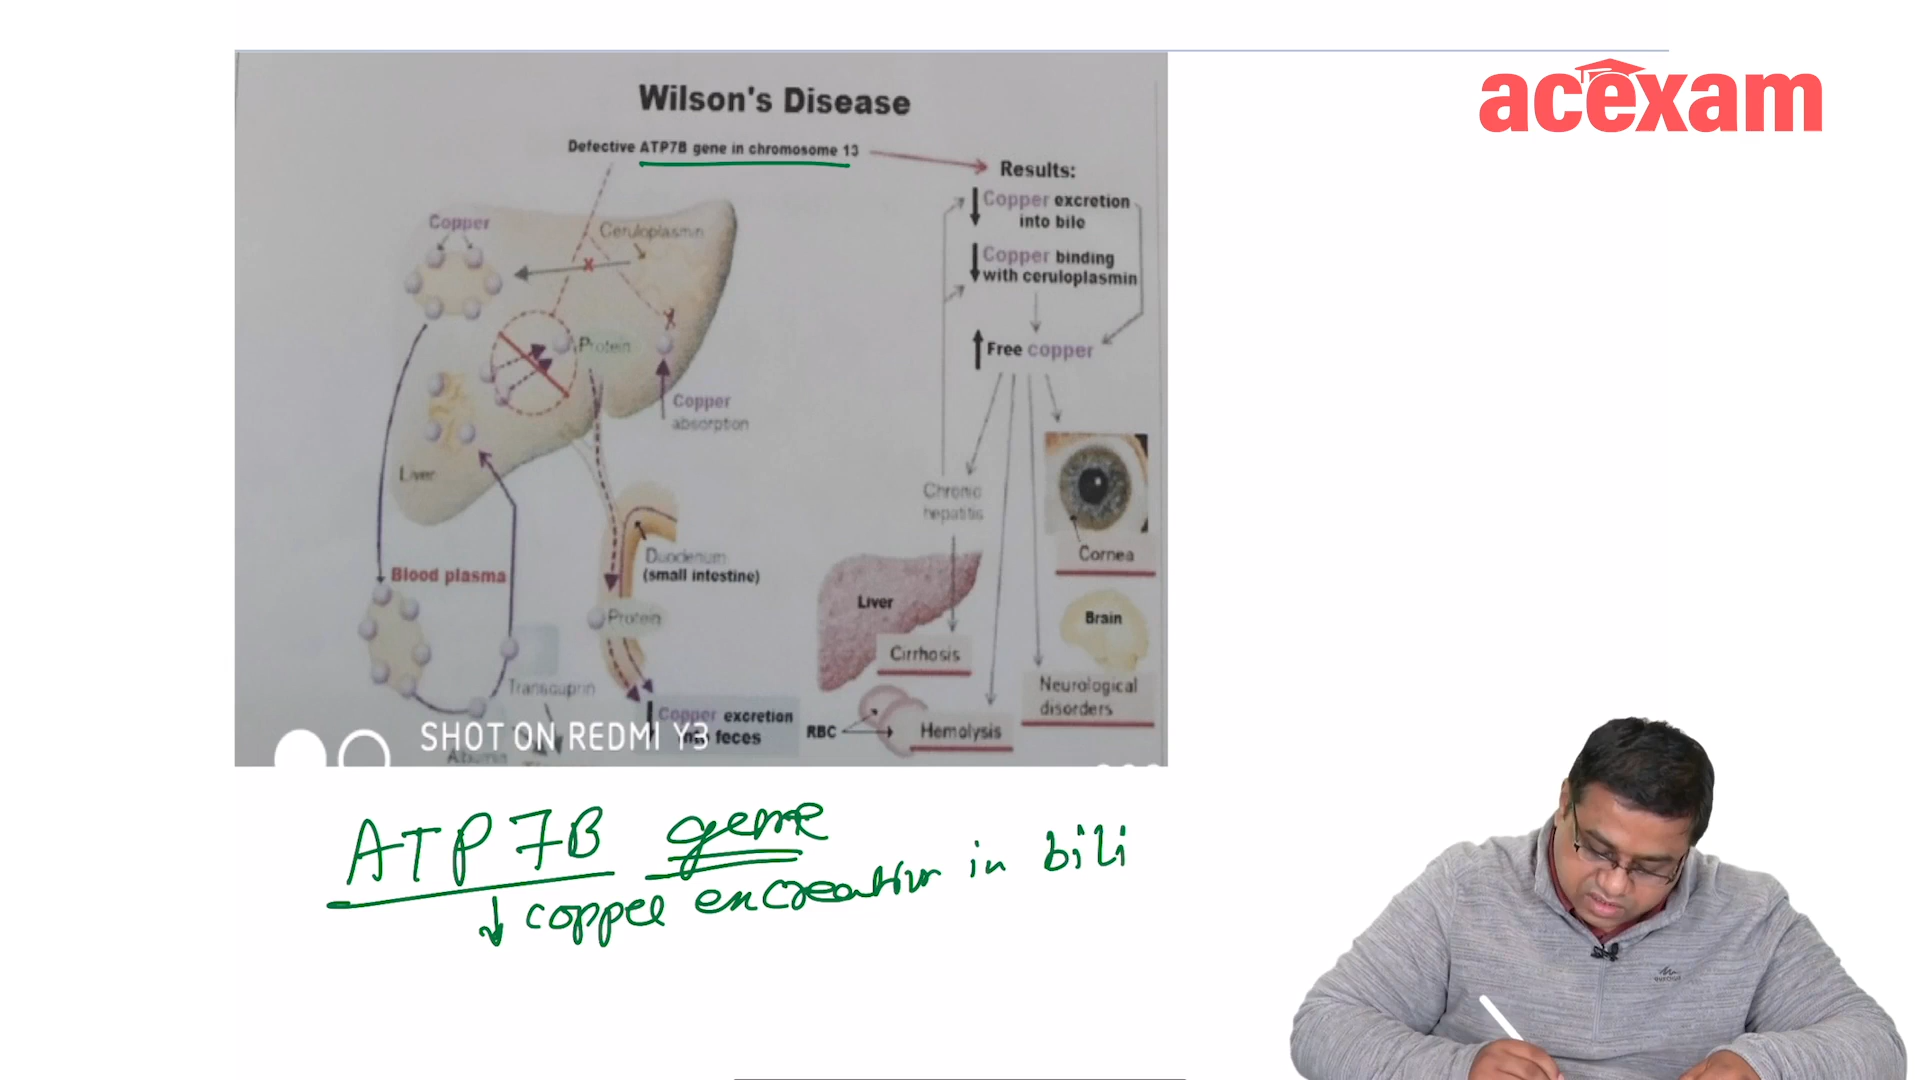 acexam
Wilson's Disease
Defective ATP7B gene in chromosome 13
Results:
Copper excretion
into bile
Copper binding
with ceruloplasmin
Free copper
Copper
Ceruloplasmin
Protein
Copper
absorption
Liver
Chronic
hepatitis
Cornea
Duodenum
(small intestine)
Blood plasma
Liver
Brain
Protein
Cirrhosis
Transcuprin
Neurological
disorders
Copper excretion
into feces
RBC
Hemolysis
SHOT ON REDMI Y3
ATP7B gene
↓ copper encreation in bili